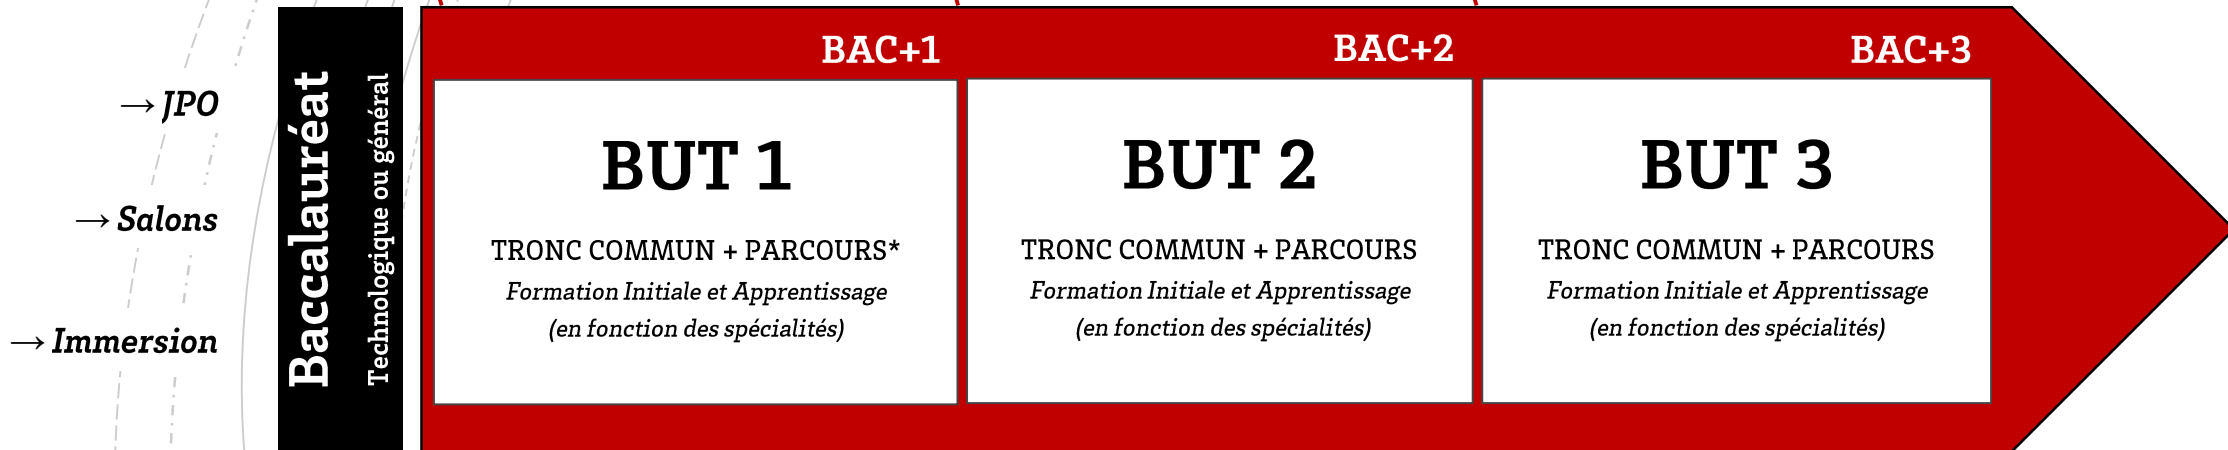 → JPO
→ Salons
→ Immersion
Baccalauréat
Technologique ou général
BAC+1
BUT 1
TRONC COMMUN + PARCOURS*
Formation Initiale et Apprentissage
(en fonction des spécialités)
BAC+2
BUT 2
TRONC COMMUN + PARCOURS
Formation Initiale et Apprentissage
(en fonction des spécialités)
BAC+3
BUT 3
TRONC COMMUN + PARCOURS
Formation Initiale et Apprentissage
(en fonction des spécialités)